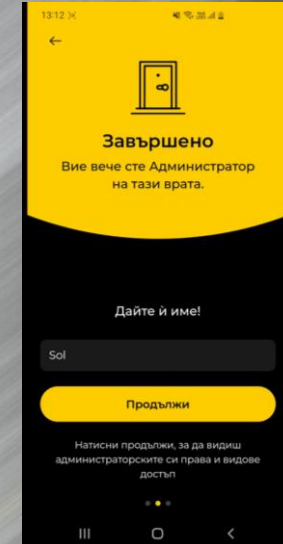 13:12
Завършено
Вие вече сте Администратор
на тази врата.
Дайте ѝ име!
Sol
Продължи
Натисни продължи, за да видиш
администраторските си права и видове
достъп